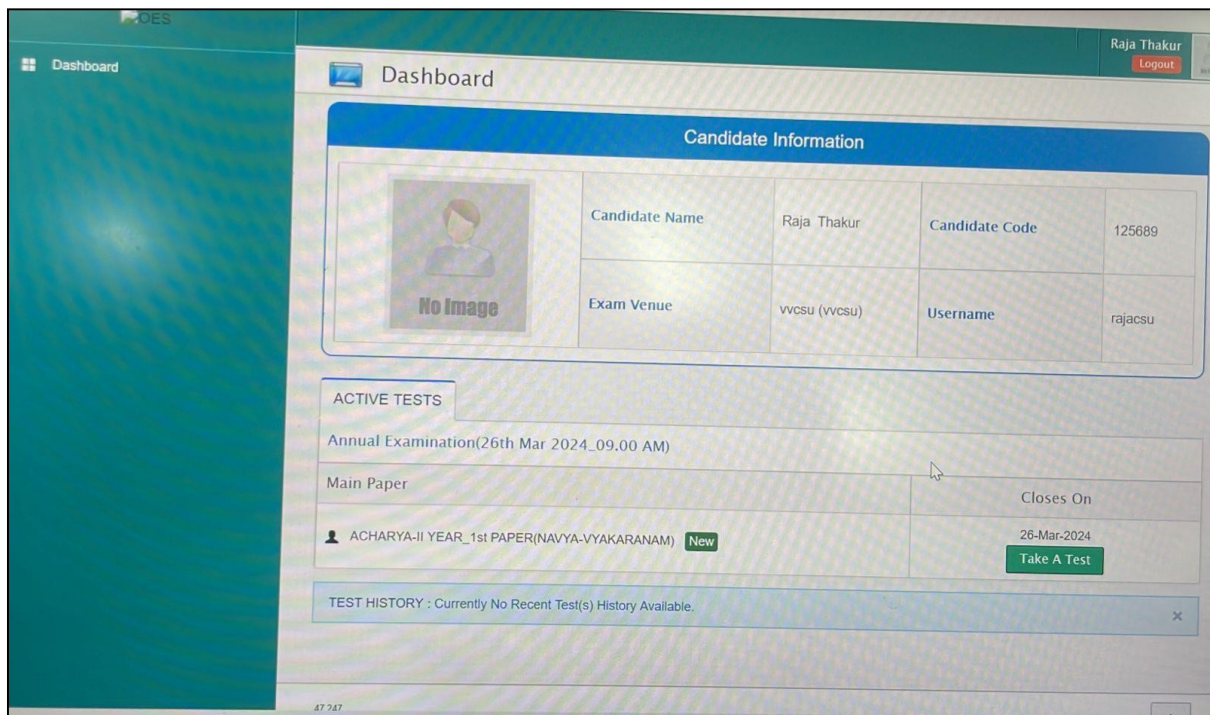 OES
Raja Thakur
Logout
Dashboard
Dashboard
Candidate Information
Candidate Name Raja Thakur Candidate Code 125689
No Image
Exam Venue vvcsu (vvcsu) Username rajacsu
ACTIVE TESTS
Annual Examination(26th Mar 2024_09.00 AM)
Main Paper Closes On
ACHARYA-II YEAR_1st PAPER(NAVYA-VYAKARANAM) New 26-Mar-2024
Take A Test
TEST HISTORY : Currently No Recent Test(s) History Available.